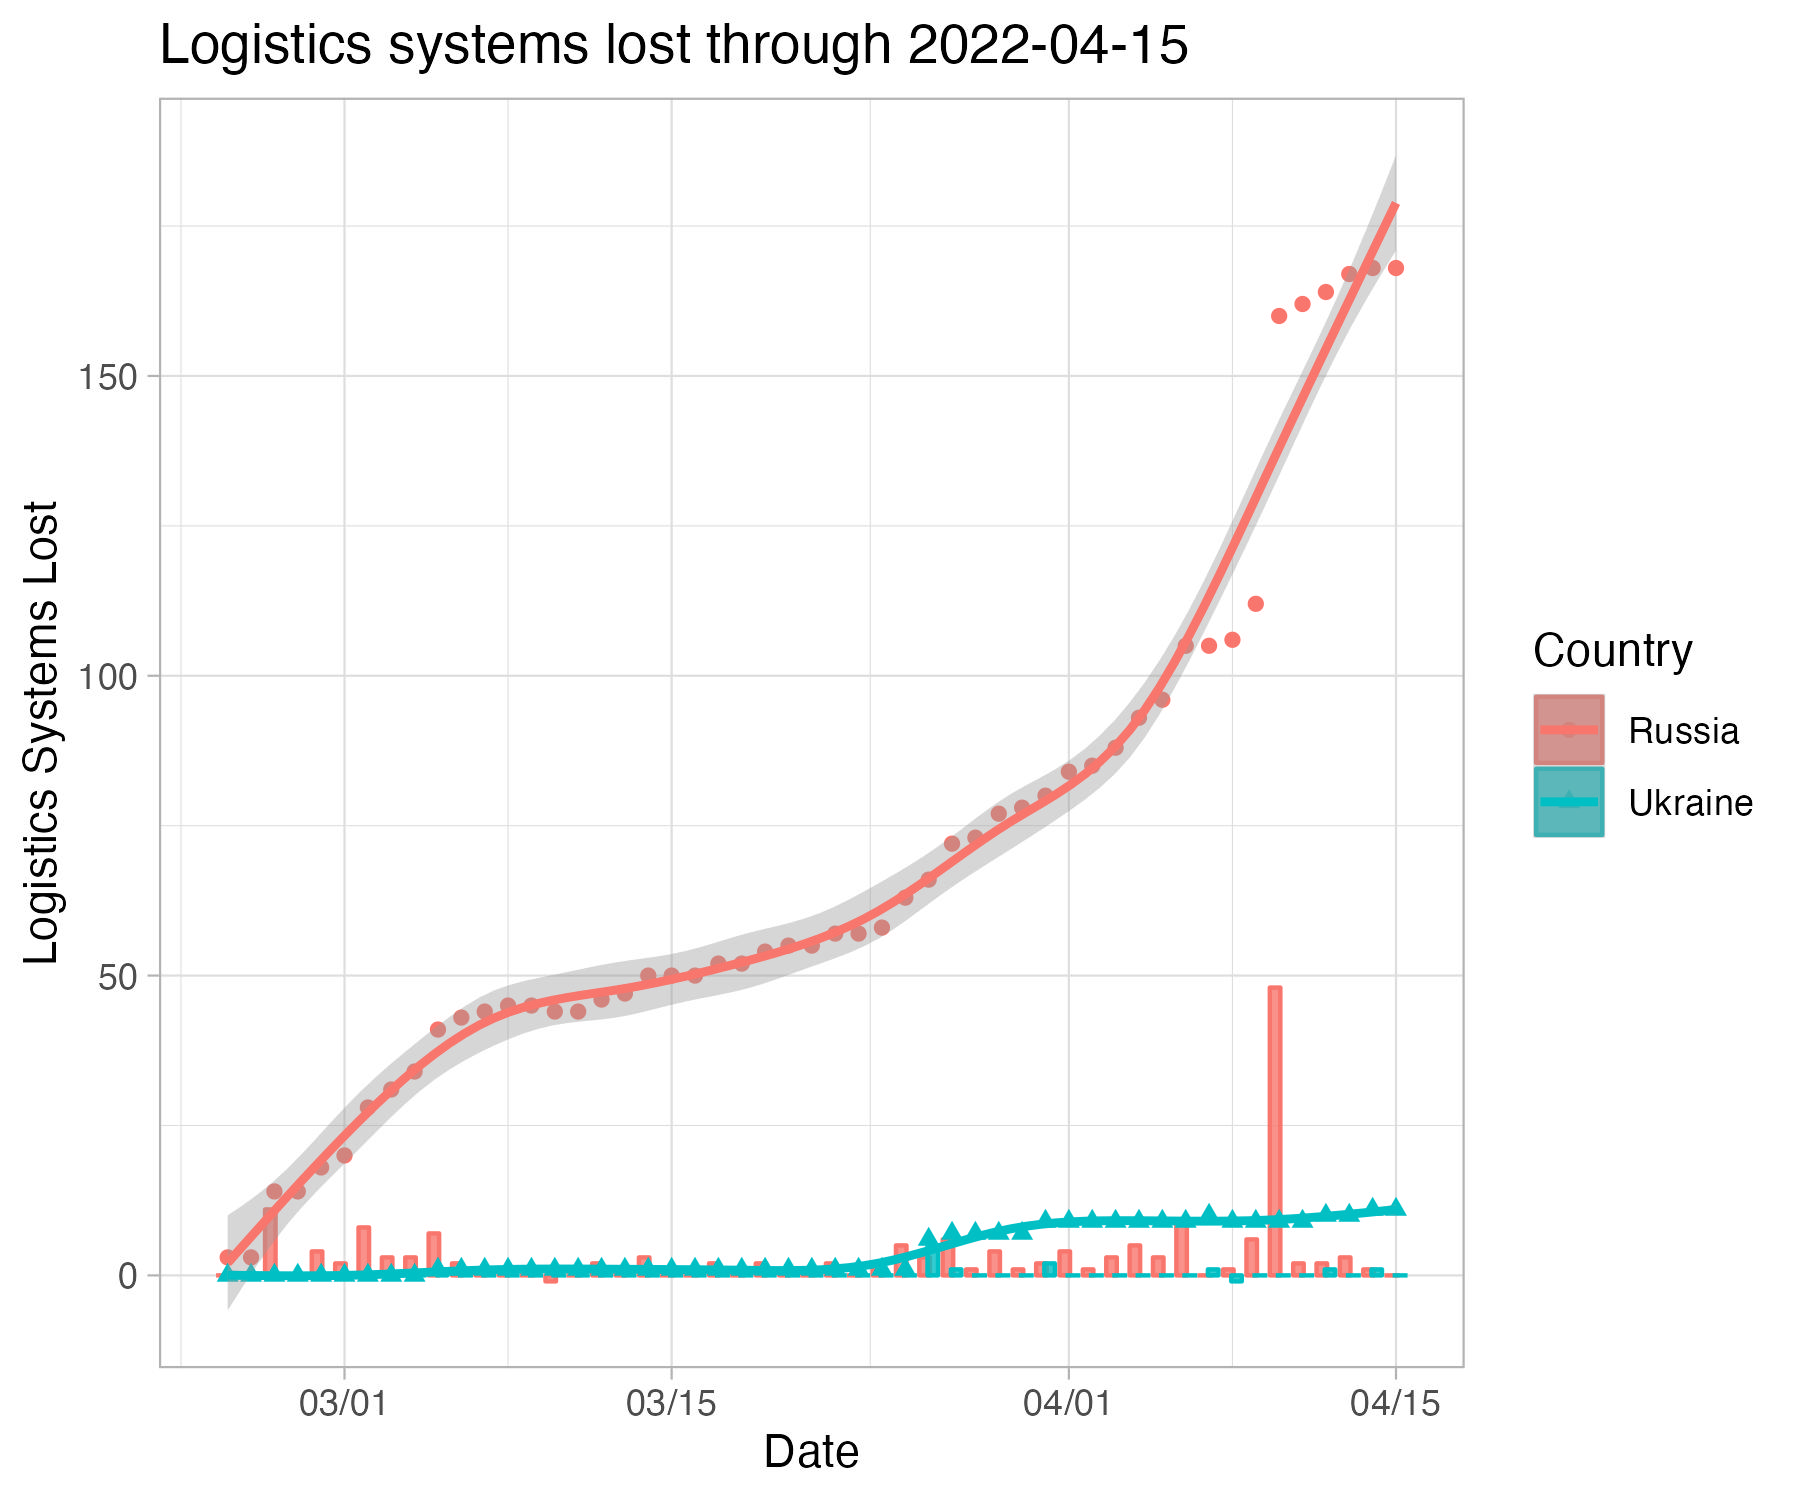 Logistics systems lost through 2022-04-15
Logistics Systems Lost
150
100
50
0
03/01 03/15 04/01 04/15
Date
Country
Russia
Ukraine